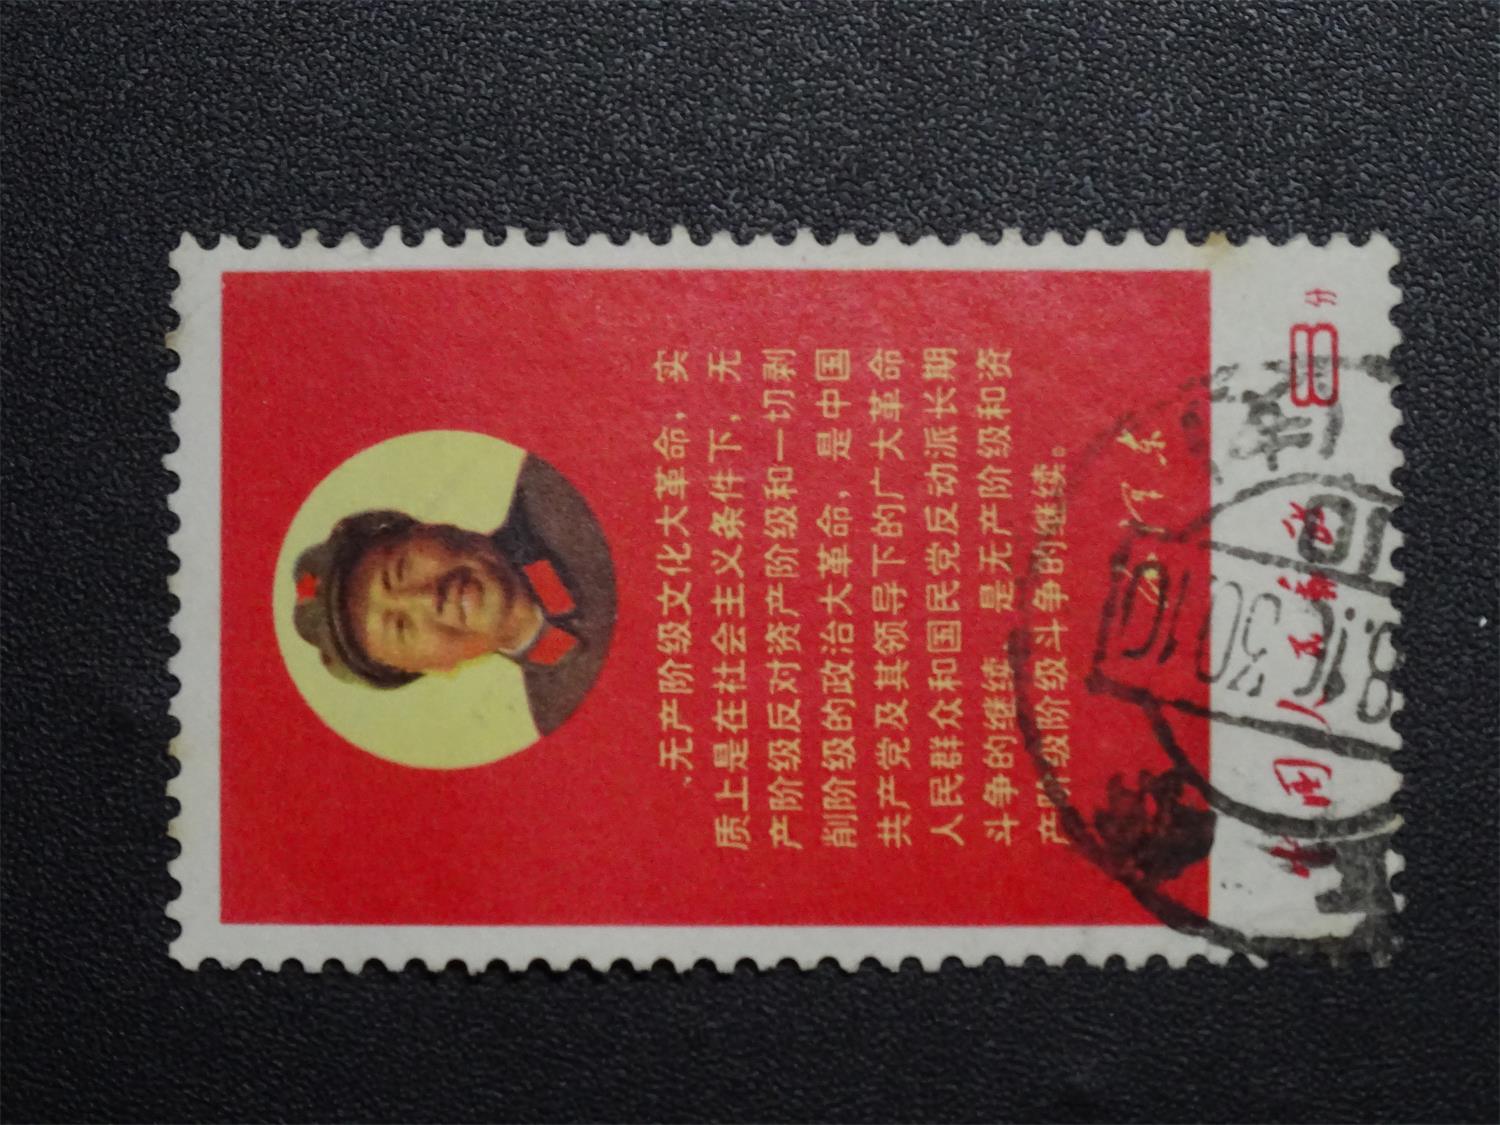 无产阶级文化大革命，实
质上是在社会主义条件下，无
产阶级反对资产阶级和一切剥
削阶级的政治大革命，是中国
共产党及其领导下的广大革命
人民群众和国民党反动派长期
斗争的继续，是无产阶级和资
产阶级斗争的继续。
毛泽东
中国人民邮政
8分